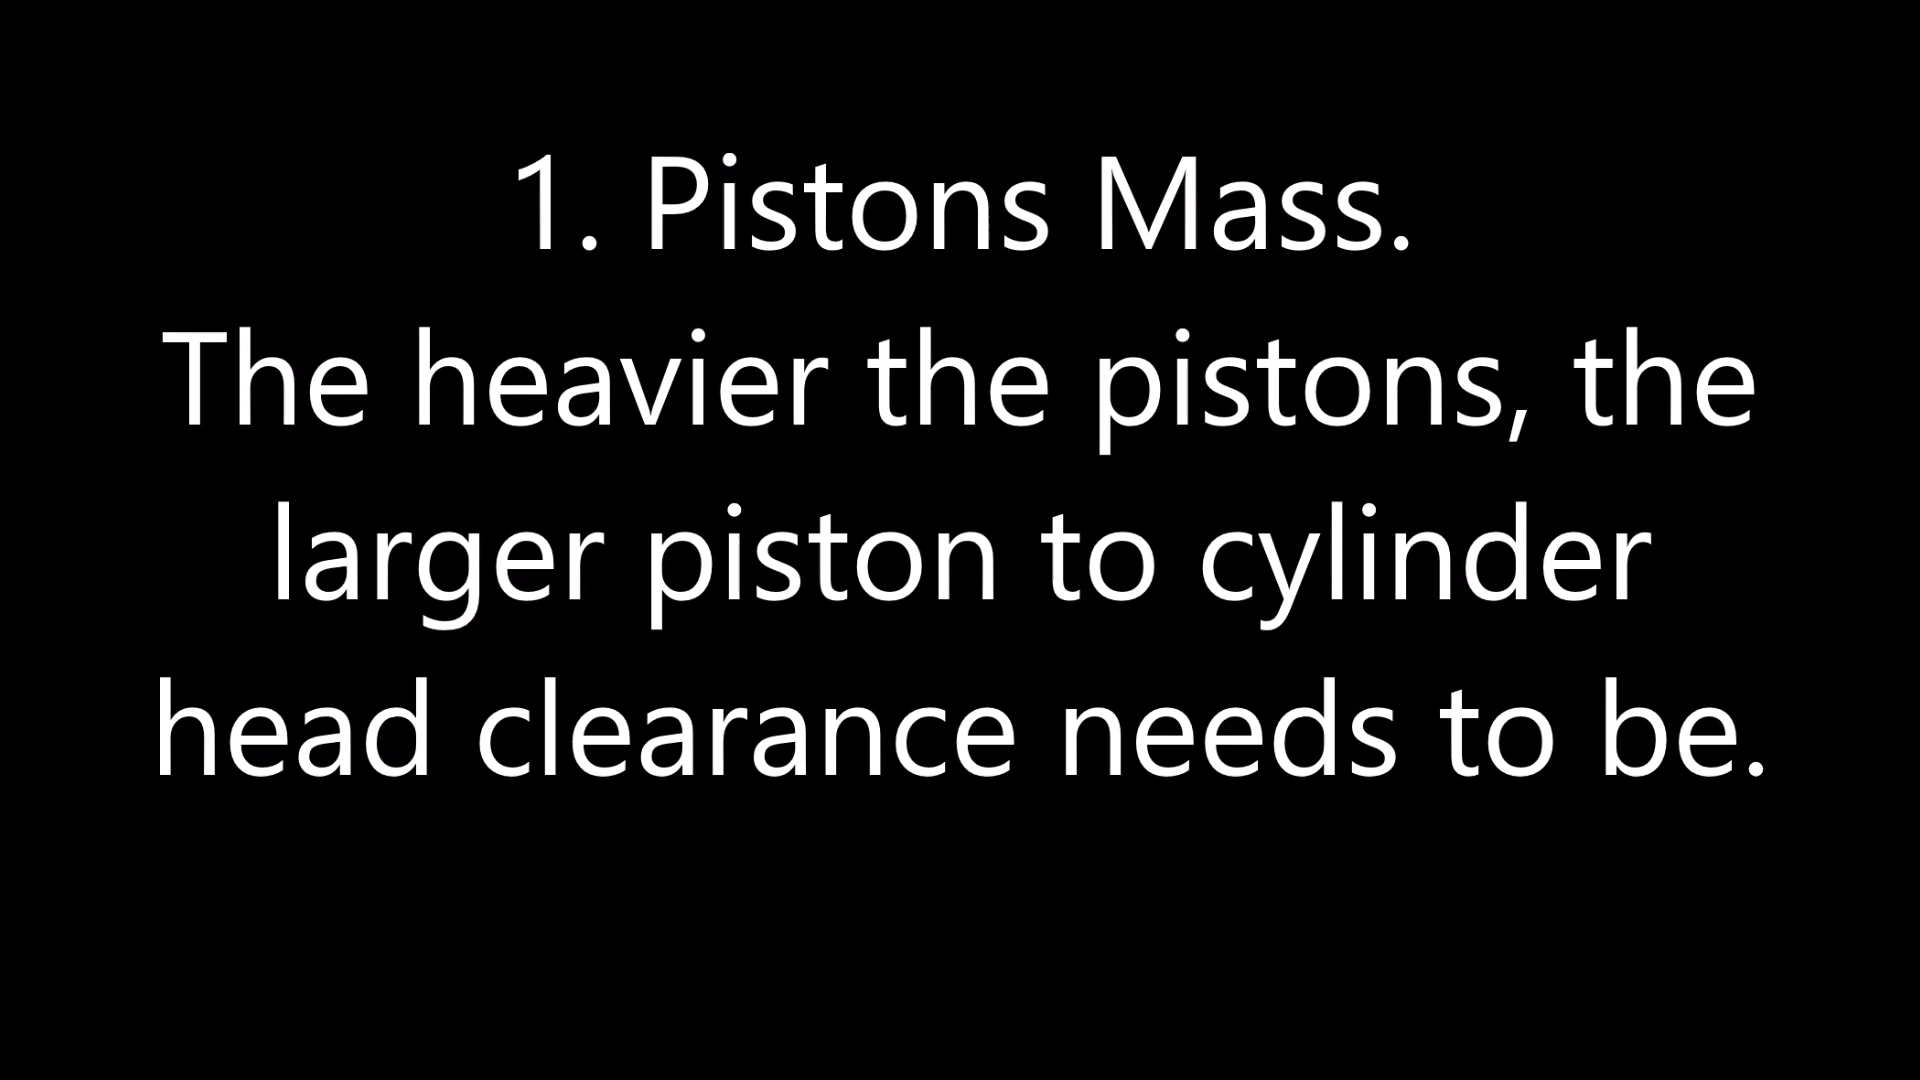 1. Pistons Mass.
The heavier the pistons, the
larger piston to cylinder
head clearance needs to be.